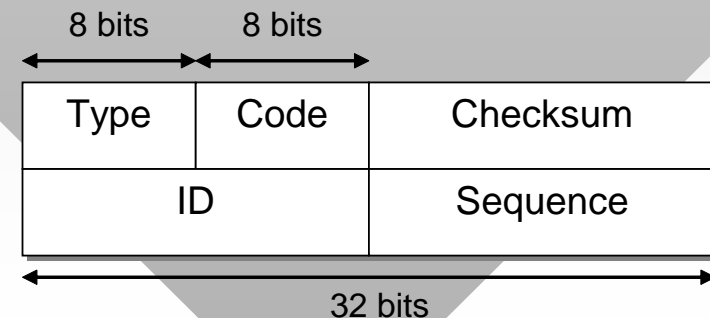 8 bits 8 bits
Type Code Checksum
ID Sequence
32 bits